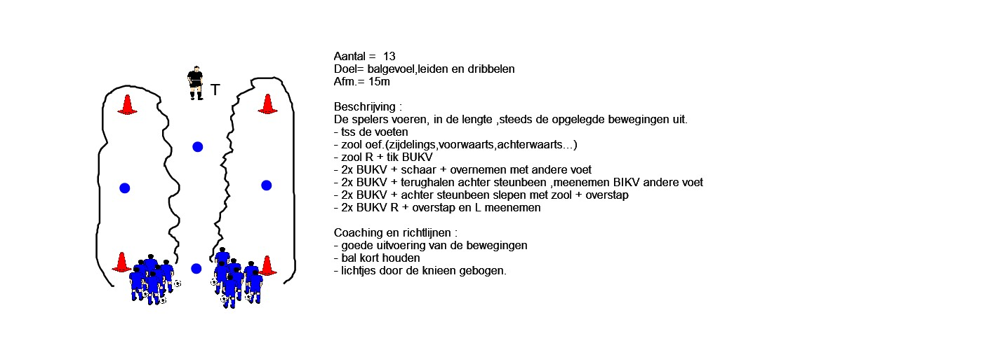 T
Aantal =  13
Doel= balgevoel,leiden en dribbelen
Afm.= 15m
Beschrijving :
De spelers voeren, in de lengte ,steeds de opgelegde bewegingen uit.
- tss de voeten
- zool oef.(zijdelings,voorwaarts,achterwaarts...)
- zool R + tik BUKV
- 2x BUKV + schaar + overnemen met andere voet
- 2x BUKV + terughalen achter steunbeen ,meenemen BIKV andere voet
- 2x BUKV + achter steunbeen slepen met zool + overstap
- 2x BUKV R + overstap en L meenemen
Coaching en richtlijnen :
- goede uitvoering van de bewegingen
- bal kort houden
- lichtjes door de knieen gebogen.